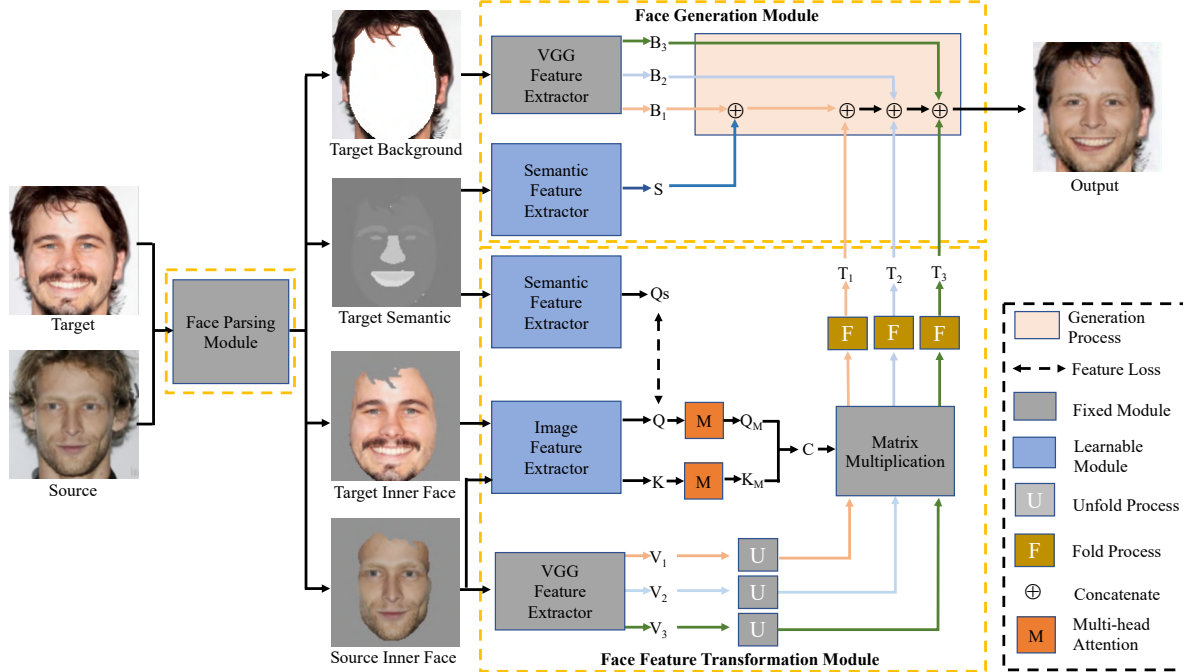 Face Generation Module
VGG
Feature
Extractor
B3
B2
B1
Target Background
Semantic
Feature
Extractor
S
Output
Target
Face Parsing
Module
Source
Target Semantic
Semantic
Feature
Extractor
Qs
T1
T2
T3
F
F
F
Target Inner Face
Image
Feature
Extractor
Q
M
QM
K
M
KM
C
Matrix
Multiplication
Source Inner Face
VGG
Feature
Extractor
V1
U
V2
U
V3
U
Face Feature Transformation Module
Generation
Process
Feature Loss
Fixed Module
Learnable
Module
U
Unfold Process
F
Fold Process
⊕
Concatenate
M
Multi-head
Attention